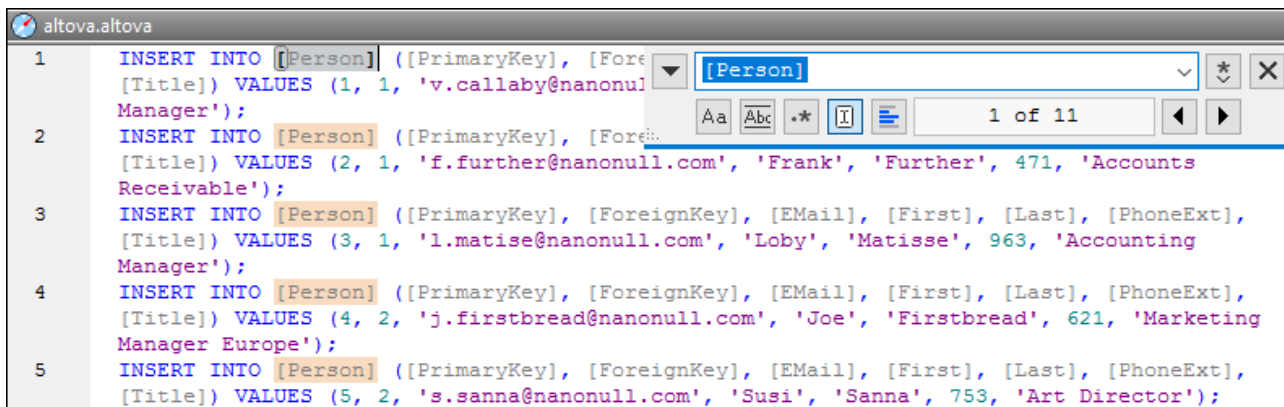 altova.altova
1 INSERT INTO [Person] ([PrimaryKey], [Fore
[Title]) VALUES (1, 1, 'v.callaby@nanonul
Manager');
[Person]
Aa Abc .* 1 of 11
2 INSERT INTO [Person] ([PrimaryKey], [Fore
[Title]) VALUES (2, 1, 'f.further@nanonull.com', 'Frank', 'Further', 471, 'Accounts
Receivable');
3 INSERT INTO [Person] ([PrimaryKey], [ForeignKey], [EMail], [First], [Last], [PhoneExt],
[Title]) VALUES (3, 1, 'l.matise@nanonull.com', 'Loby', 'Matisse', 963, 'Accounting
Manager');
4 INSERT INTO [Person] ([PrimaryKey], [ForeignKey], [EMail], [First], [Last], [PhoneExt],
[Title]) VALUES (4, 2, 'j.firstbread@nanonull.com', 'Joe', 'Firstbread', 621, 'Marketing
Manager Europe');
5 INSERT INTO [Person] ([PrimaryKey], [ForeignKey], [EMail], [First], [Last], [PhoneExt],
[Title]) VALUES (5, 2, 's.sanna@nanonull.com', 'Susi', 'Sanna', 753, 'Art Director');